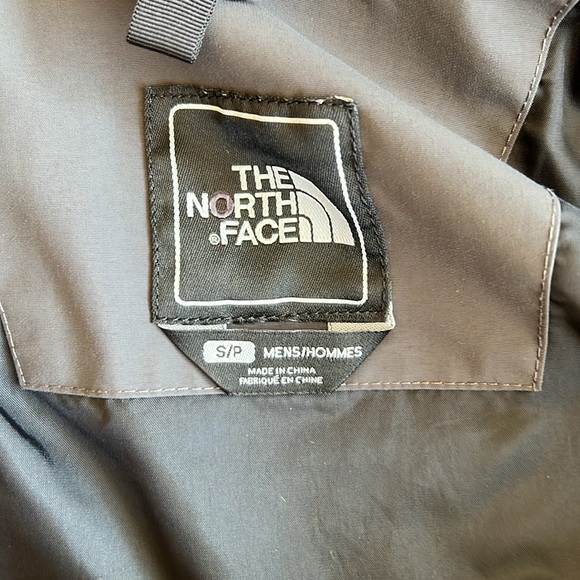 THE
NORTH
®FACE
S/P MENS/HOMMES
MADE IN CHINA
FABRIQUÉ EN CHINE